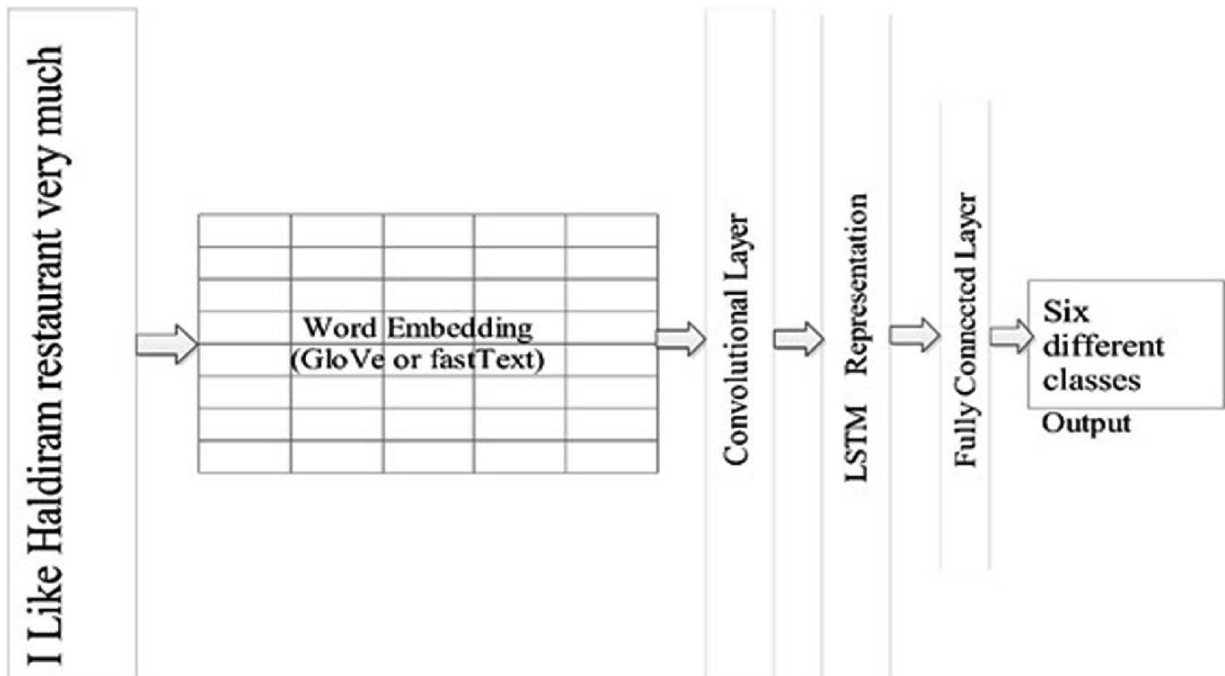 I Like Haldiram restaurant very much
Word Embedding
(GloVe or fastText)
Convolutional Layer
LSTM Representation
Fully Connected Layer
Six
different
classes
Output